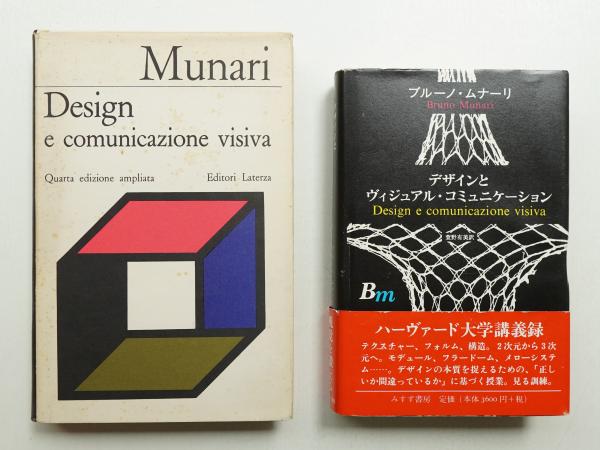 Munari
Design
e comunicazione visiva
Quarta edizione ampliata Editori Laterza
ブルーノ・ムナーリ
Bruno Munari
デザインと
ヴィジュアル・コミュニケーション
Design e comunicazione visiva
萱野有美訳
Bm
ハーヴァード大学講義録
テクスチャー、フォルム、構造。2次元から3次
元へ。モデュール、フラードーム、メローシステ
ム……。デザインの本質を捉えるための、「正し
いか間違っているか」に基づく授業。見る訓練。
みすず書房 定価(本体3600円+税)